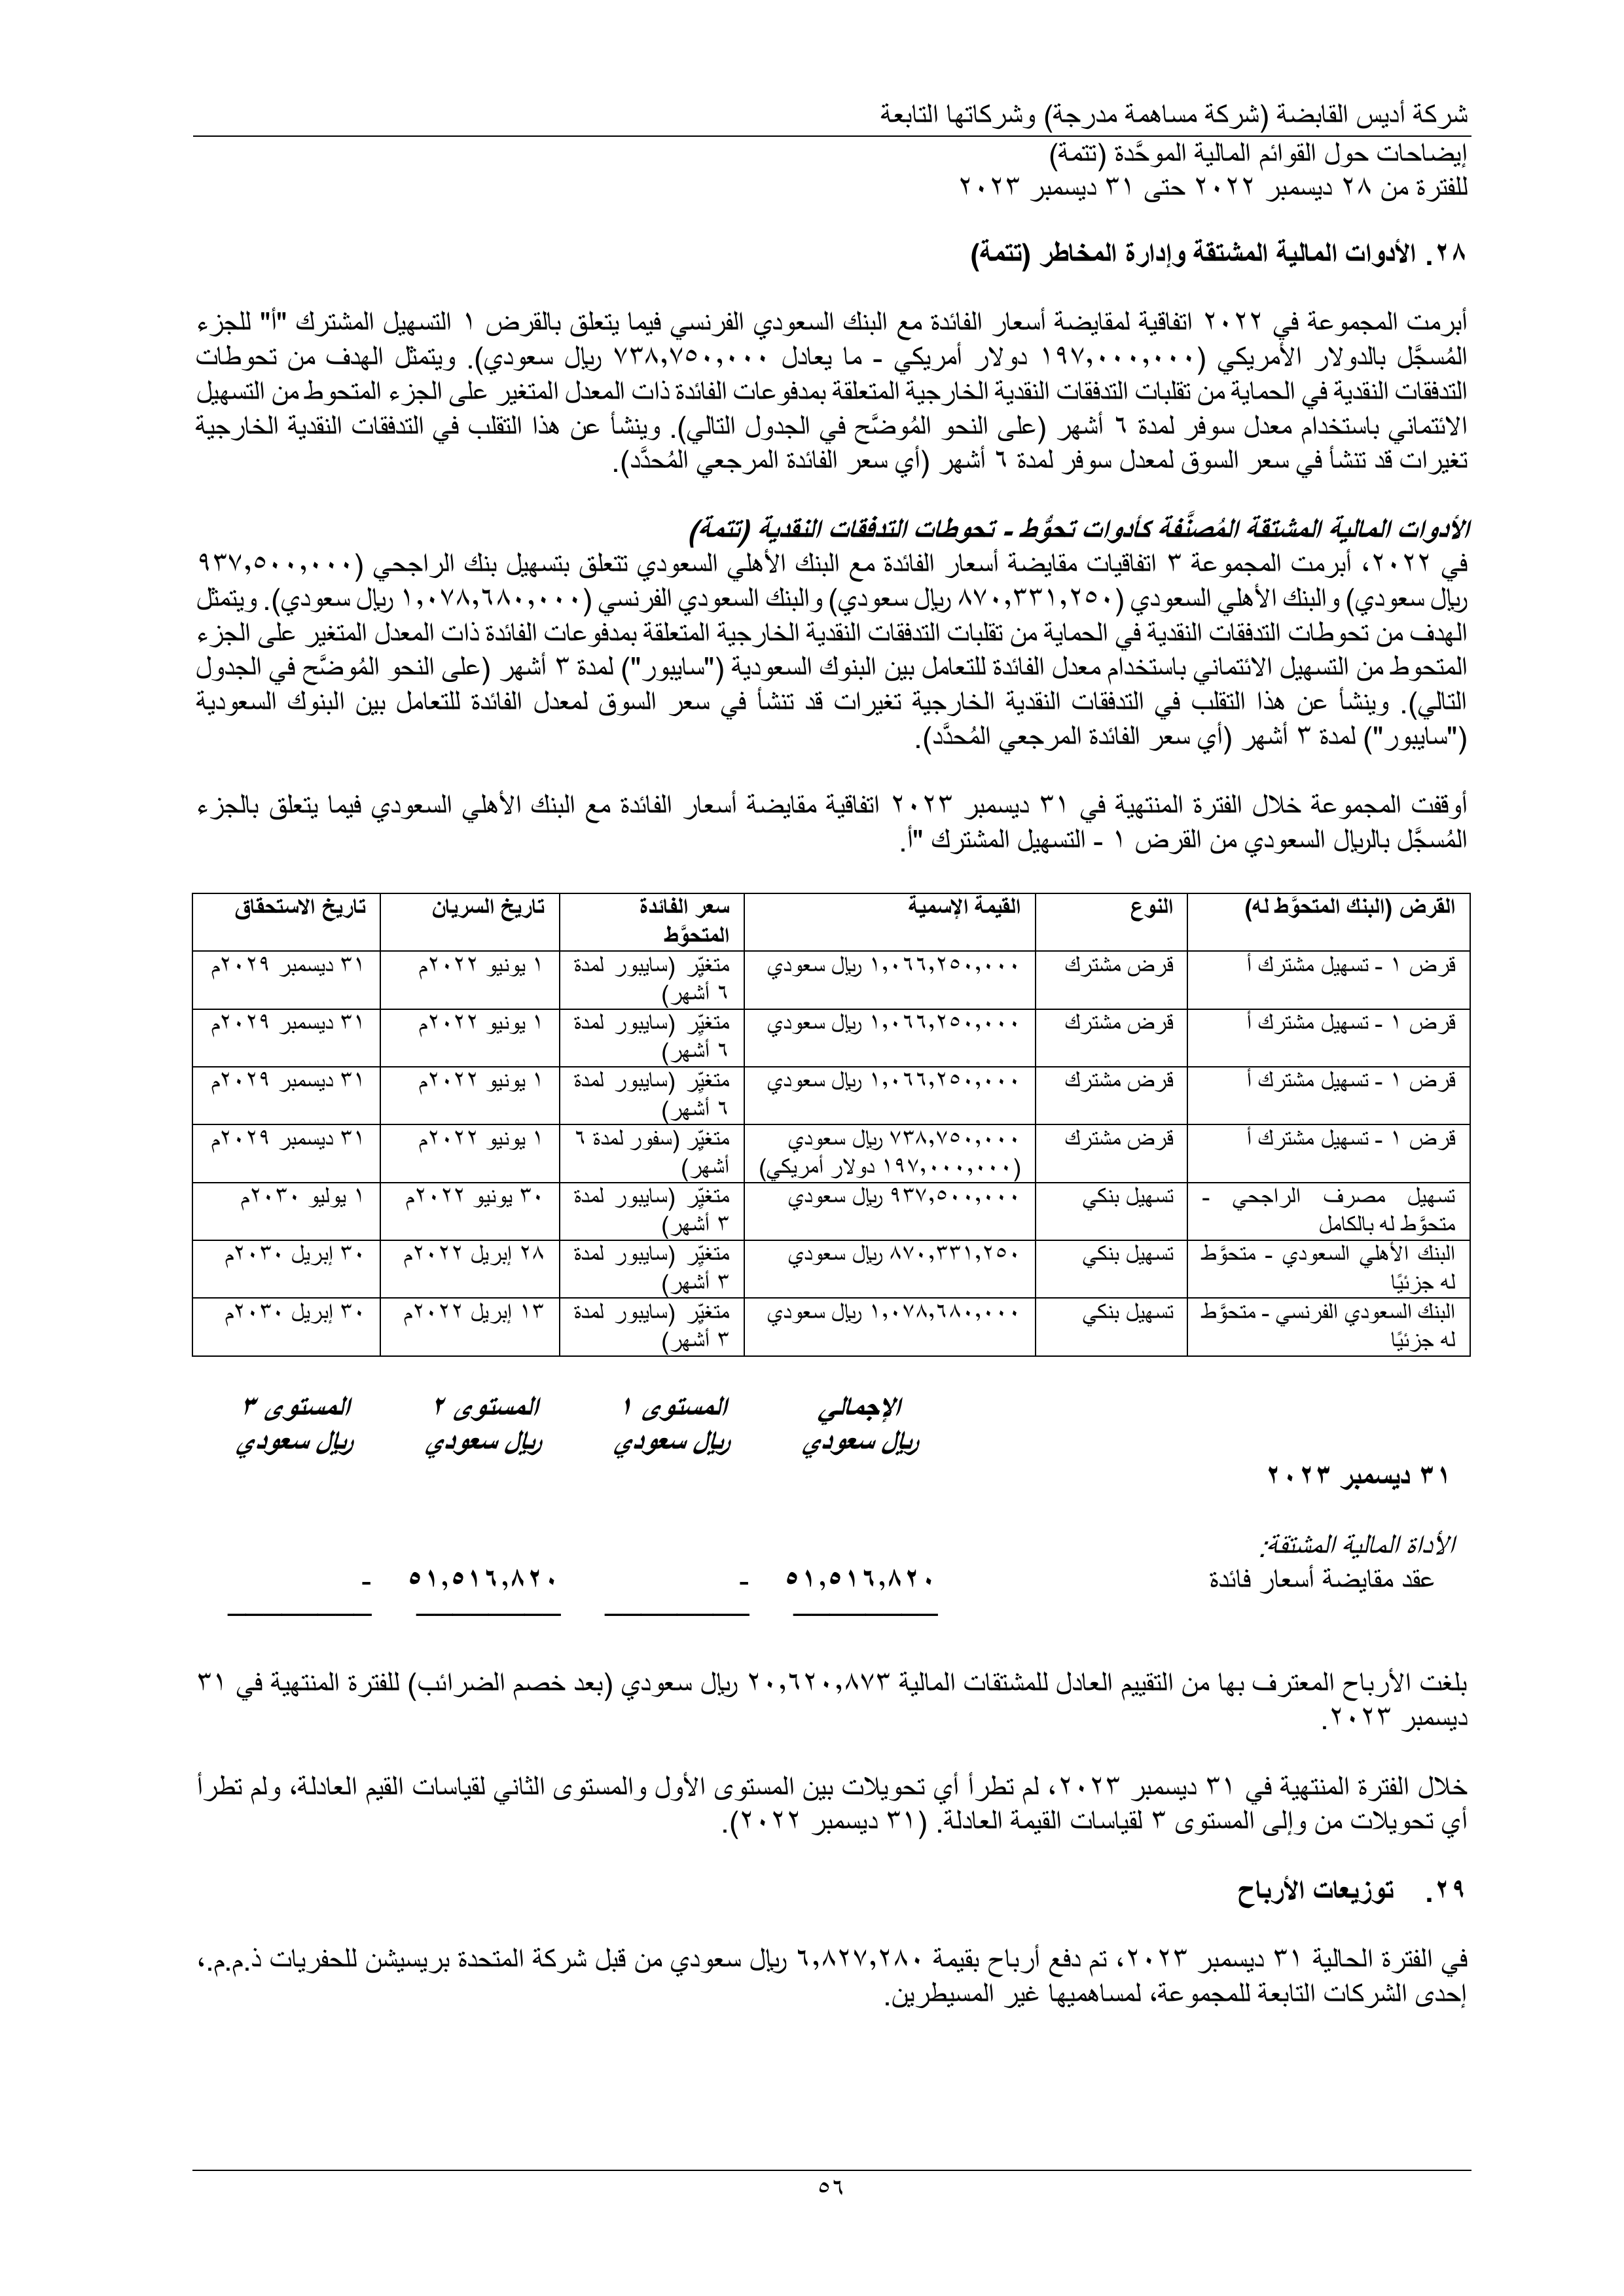 شركة أديس القابضة (شركة مساهمة مدرجة) وشركاتها التابعة
إيضاحات حول القوائم المالية الموحَّدة (تتمة)
للفترة من ٢٨ ديسمبر ٢٠٢٢ حتى ٣١ ديسمبر ٢٠٢٣
٢٨. الأدوات المالية المشتقة وإدارة المخاطر (تتمة)
أبرمت المجموعة في ٢٠٢٢ اتفاقية لمقايضة أسعار الفائدة مع البنك السعودي الفرنسي فيما يتعلق بالقرض ١ التسهيل المشترك "أ" للجزء
المُسجَّل بالدولار الأمريكي (١٩٧,٠٠٠,٠٠٠ دولار أمريكي - ما يعادل ٧٣٨,٧٥٠,٠٠٠ ريال سعودي). ويتمثل الهدف من تحوطات
التدفقات النقدية في الحماية من تقلبات التدفقات النقدية الخارجية المتعلقة بمدفوعات الفائدة ذات المعدل المتغير على الجزء المتحوط من التسهيل
الائتماني باستخدام معدل سوفر لمدة ٦ أشهر (على النحو المُوضَّح في الجدول التالي). وينشأ عن هذا التقلب في التدفقات النقدية الخارجية
تغيرات قد تنشأ في سعر السوق لمعدل سوفر لمدة ٦ أشهر (أي سعر الفائدة المرجعي المُحدَّد).
الأدوات المالية المشتقة المُصنَّفة كأدوات تحوُّط - تحوطات التدفقات النقدية (تتمة)
في ٢٠٢٢، أبرمت المجموعة ٣ اتفاقيات مقايضة أسعار الفائدة مع البنك الأهلي السعودي تتعلق بتسهيل بنك الراجحي (٩٣٧,٥٠٠,٠٠٠
ريال سعودي) والبنك الأهلي السعودي (٨٧٠,٣٣١,٢٥٠ ريال سعودي) والبنك السعودي الفرنسي (١,٠٧٨,٦٨٠,٠٠٠ ريال سعودي). ويتمثل
الهدف من تحوطات التدفقات النقدية في الحماية من تقلبات التدفقات النقدية الخارجية المتعلقة بمدفوعات الفائدة ذات المعدل المتغير على الجزء
المتحوط من التسهيل الائتماني باستخدام معدل الفائدة للتعامل بين البنوك السعودية ("سايبور") لمدة ٣ أشهر (على النحو المُوضَّح في الجدول
التالي). وينشأ عن هذا التقلب في التدفقات النقدية الخارجية تغيرات قد تنشأ في سعر السوق لمعدل الفائدة للتعامل بين البنوك السعودية
("سايبور") لمدة ٣ أشهر (أي سعر الفائدة المرجعي المُحدَّد).
أوقفت المجموعة خلال الفترة المنتهية في ٣١ ديسمبر ٢٠٢٣ اتفاقية مقايضة أسعار الفائدة مع البنك الأهلي السعودي فيما يتعلق بالجزء
المُسجَّل بالريال السعودي من القرض ١ - التسهيل المشترك "أ.
القرض (البنك المتحوَّط له) النوع القيمة الإسمية سعر الفائدة تاريخ السريان تاريخ الاستحقاق
المتحوَّط
قرض ١ - تسهيل مشترك أ قرض مشترك ١,٠٦٦,٢٥٠,٠٠٠ ريال سعودي متغيِّر (سايبور لمدة ١ يونيو ٢٠٢٢م ٣١ ديسمبر ٢٠٢٩م
٦ أشهر)
قرض ١ - تسهيل مشترك أ قرض مشترك ١,٠٦٦,٢٥٠,٠٠٠ ريال سعودي متغيِّر (سايبور لمدة ١ يونيو ٢٠٢٢م ٣١ ديسمبر ٢٠٢٩م
٦ أشهر)
قرض ١ - تسهيل مشترك أ قرض مشترك ١,٠٦٦,٢٥٠,٠٠٠ ريال سعودي متغيِّر (سايبور لمدة ١ يونيو ٢٠٢٢م ٣١ ديسمبر ٢٠٢٩م
٦ أشهر)
قرض ١ - تسهيل مشترك أ قرض مشترك ٧٣٨,٧٥٠,٠٠٠ ريال سعودي متغيِّر (سفور لمدة ٦ ١ يونيو ٢٠٢٢م ٣١ ديسمبر ٢٠٢٩م
(١٩٧,٠٠٠,٠٠٠ دولار أمريكي) أشهر)
تسهيل مصرف الراجحي - تسهيل بنكي ٩٣٧,٥٠٠,٠٠٠ ريال سعودي متغيِّر (سايبور لمدة ٣٠ يونيو ٢٠٢٢م ١ يوليو ٢٠٣٠م
متحوَّط له بالكامل ٣ أشهر)
البنك الأهلي السعودي - متحوَّط تسهيل بنكي ٨٧٠,٣٣١,٢٥٠ ريال سعودي متغيِّر (سايبور لمدة ٢٨ إبريل ٢٠٢٢م ٣٠ إبريل ٢٠٣٠م
له جزئيًا ٣ أشهر)
البنك السعودي الفرنسي - متحوَّط تسهيل بنكي ١,٠٧٨,٦٨٠,٠٠٠ ريال سعودي متغيِّر (سايبور لمدة ١٣ إبريل ٢٠٢٢م ٣٠ إبريل ٢٠٣٠م
له جزئيًا ٣ أشهر)
الإجمالي المستوى ١ المستوى ٢ المستوى ٣
ريال سعودي ريال سعودي ريال سعودي ريال سعودي
٣١ ديسمبر ٢٠٢٣
الأداة المالية المشتقة:
عقد مقايضة أسعار فائدة ٥١,٥١٦,٨٢٠ - ٥١,٥١٦,٨٢٠ -
بلغت الأرباح المعترف بها من التقييم العادل للمشتقات المالية ٢٠,٦٢٠,٨٧٣ ريال سعودي (بعد خصم الضرائب) للفترة المنتهية في ٣١
ديسمبر ٢٠٢٣.
خلال الفترة المنتهية في ٣١ ديسمبر ٢٠٢٣، لم تطرأ أي تحويلات بين المستوى الأول والمستوى الثاني لقياسات القيم العادلة، ولم تطرأ
أي تحويلات من وإلى المستوى ٣ لقياسات القيمة العادلة. (٣١ ديسمبر ٢٠٢٢).
٢٩. توزيعات الأرباح
في الفترة الحالية ٣١ ديسمبر ٢٠٢٣، تم دفع أرباح بقيمة ٦,٨٢٧,٢٨٠ ريال سعودي من قبل شركة المتحدة بريسيشن للحفريات ذ.م.م.،
إحدى الشركات التابعة للمجموعة، لمساهميها غير المسيطرين.
٥٦